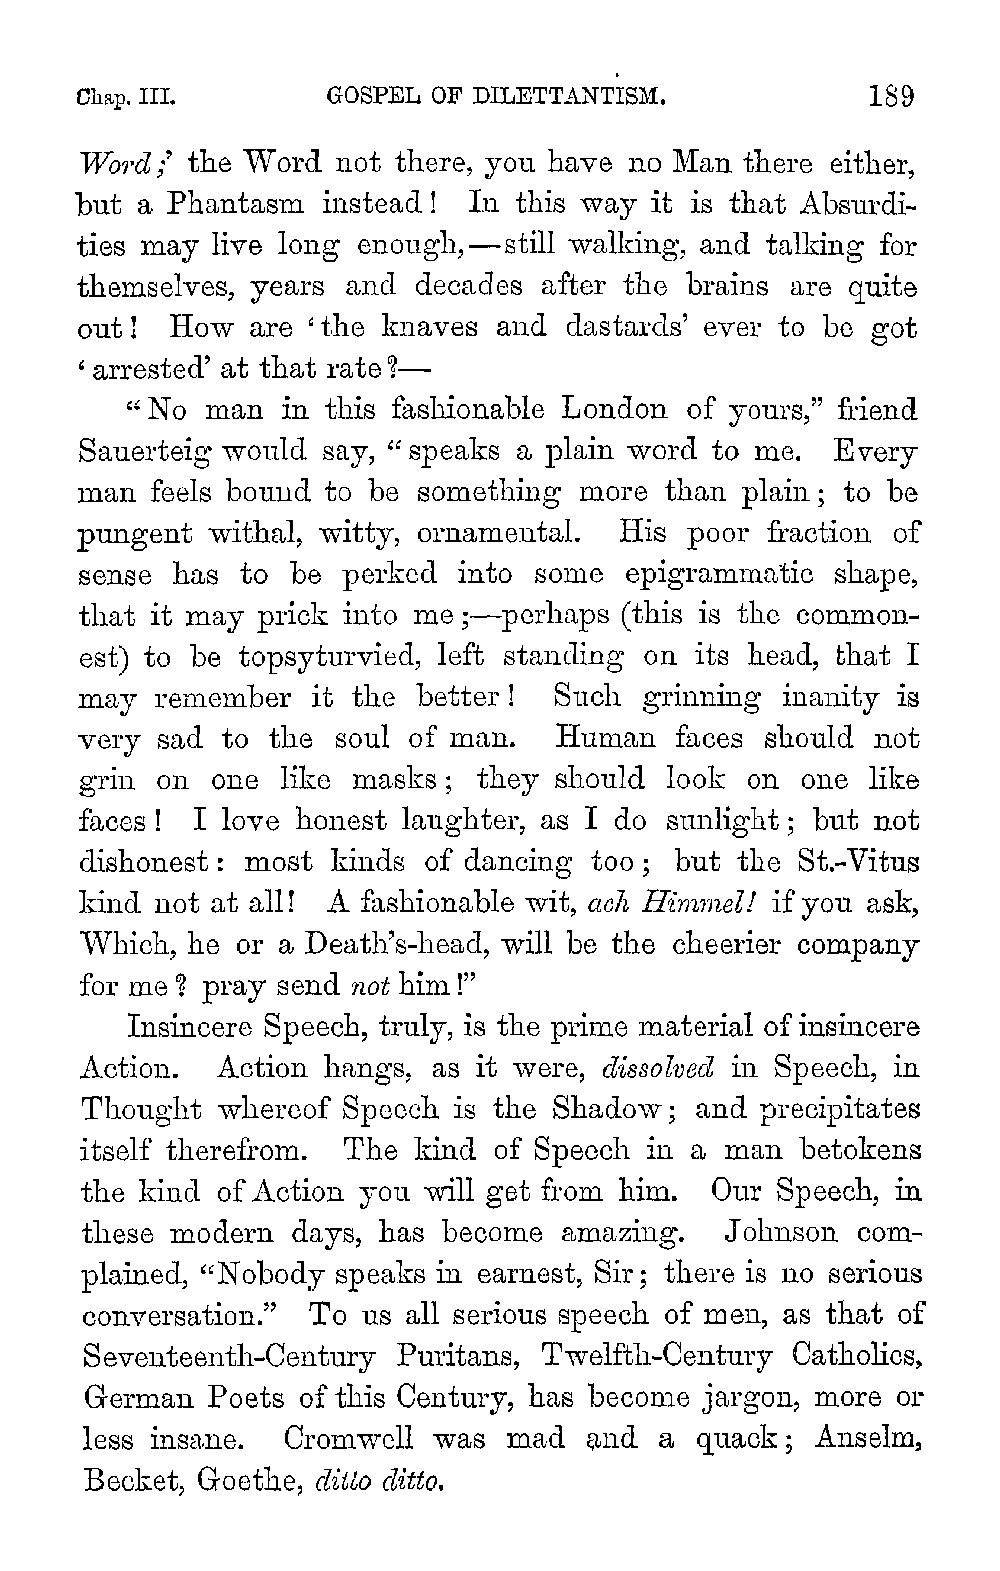 Chap. III. GOSPEL OF DILETTANTISM. 189
Word;' the Word not there, you have no Man there either,
but a Phantasm instead! In this way it is that Absurdi-
ties may live long enough,—still walking, and talking for
themselves, years and decades after the brains are quite
out! How are 'the knaves and dastards' ever to be got
'arrested' at that rate?—
"No man in this fashionable London of yours," friend
Sauerteig would say, "speaks a plain word to me. Every
man feels bound to be something more than plain; to be
pungent withal, witty, ornamental. His poor fraction of
sense has to be perked into some epigrammatic shape,
that it may prick into me;—perhaps (this is the common-
est) to be topsyturvied, left standing on its head, that I
may remember it the better! Such grinning inanity is
very sad to the soul of man. Human faces should not
grin on one like masks; they should look on one like
faces! I love honest laughter, as I do sunlight; but not
dishonest: most kinds of dancing too; but the St.-Vitus
kind not at all! A fashionable wit, ach Himmel! if you ask,
Which, he or a Death's-head, will be the cheerier company
for me? pray send not him!"
Insincere Speech, truly, is the prime material of insincere
Action. Action hangs, as it were, dissolved in Speech, in
Thought whereof Speech is the Shadow; and precipitates
itself therefrom. The kind of Speech in a man betokens
the kind of Action you will get from him. Our Speech, in
these modern days, has become amazing. Johnson com-
plained, "Nobody speaks in earnest, Sir; there is no serious
conversation." To us all serious speech of men, as that of
Seventeenth-Century Puritans, Twelfth-Century Catholics,
German Poets of this Century, has become jargon, more or
less insane. Cromwell was mad and a quack; Anselm,
Becket, Goethe, ditto ditto.